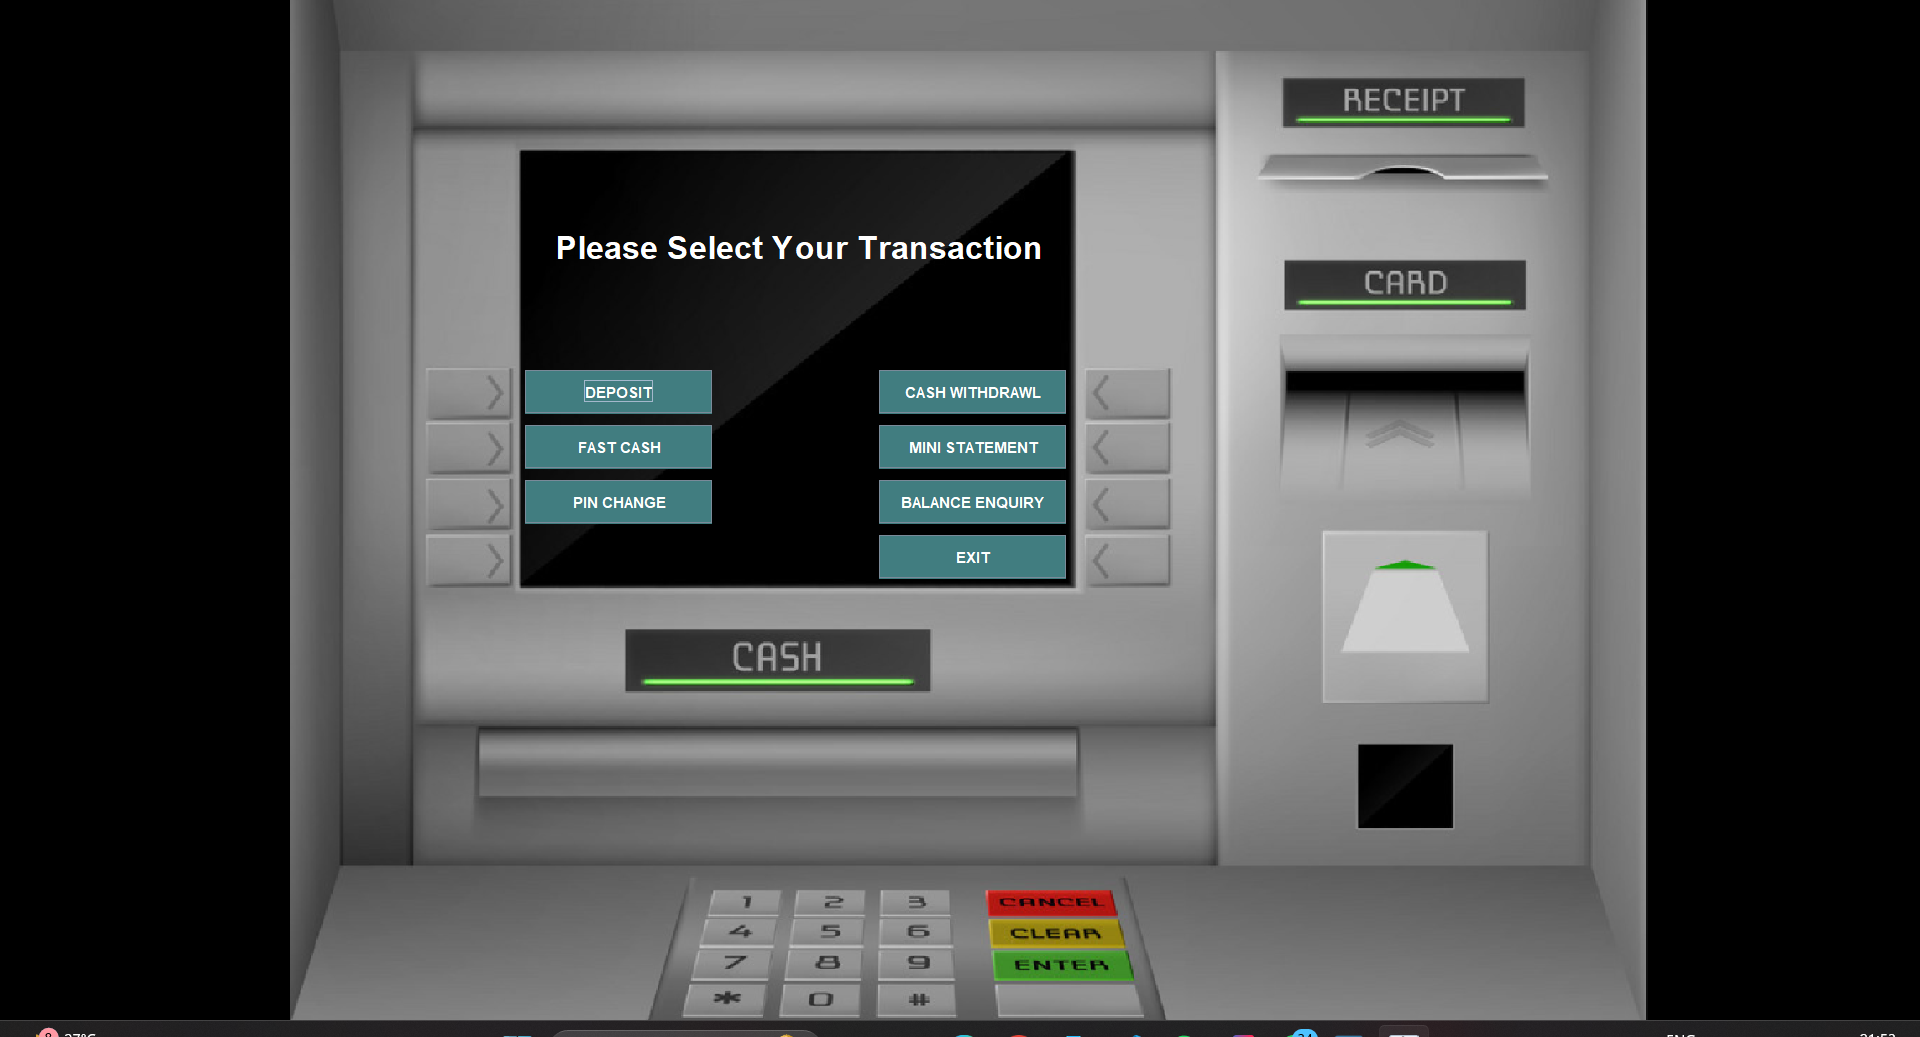 RECEIPT
Please Select Your Transaction
CARD
DEPOSIT
CASH WITHDRAWL
FAST CASH
MINI STATEMENT
PIN CHANGE
BALANCE ENQUIRY
EXIT
CASH
1 2 3 CANCEL
4 5 6 CLEAR
7 8 9 ENTER
* 0 #